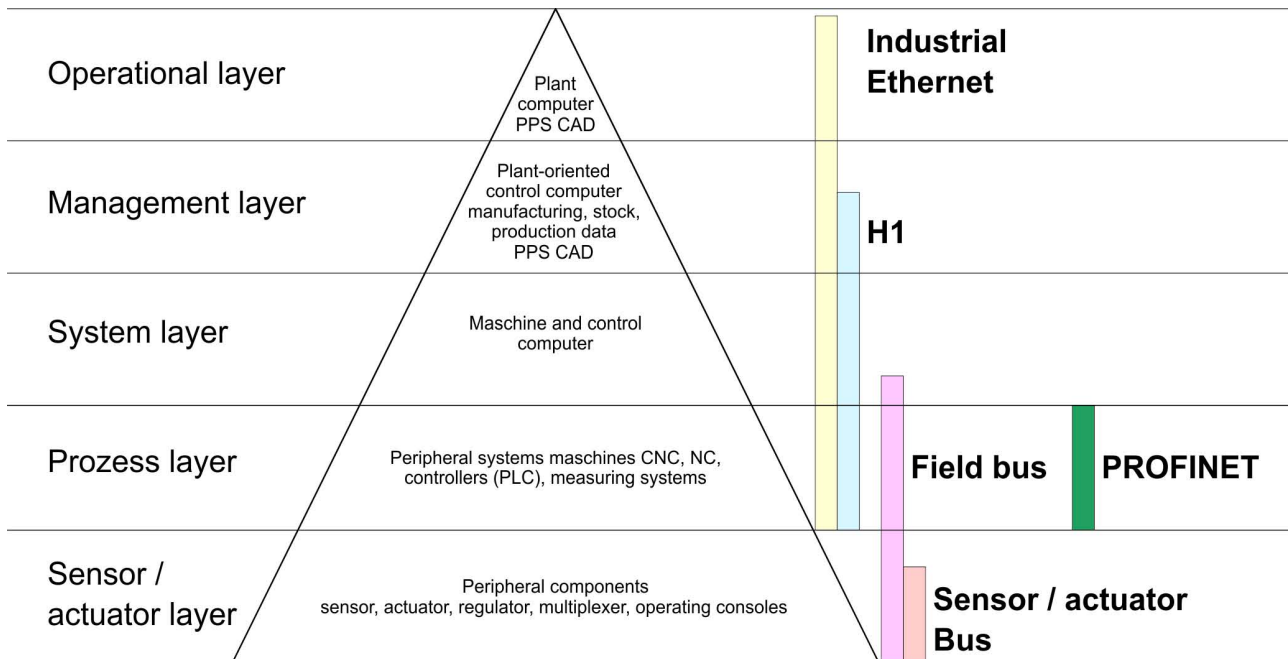 Operational layer
Plant
computer
PPS CAD
Industrial
Ethernet
Management layer
Plant-oriented
control computer
manufacturing, stock,
production data
PPS CAD
H1
System layer
Maschine and control
computer
Prozess layer
Peripheral systems maschines CNC, NC,
controllers (PLC), measuring systems
Field bus
PROFINET
Sensor /
actuator layer
Peripheral components
sensor, actuator, regulator, multiplexer, operating consoles
Sensor / actuator
Bus